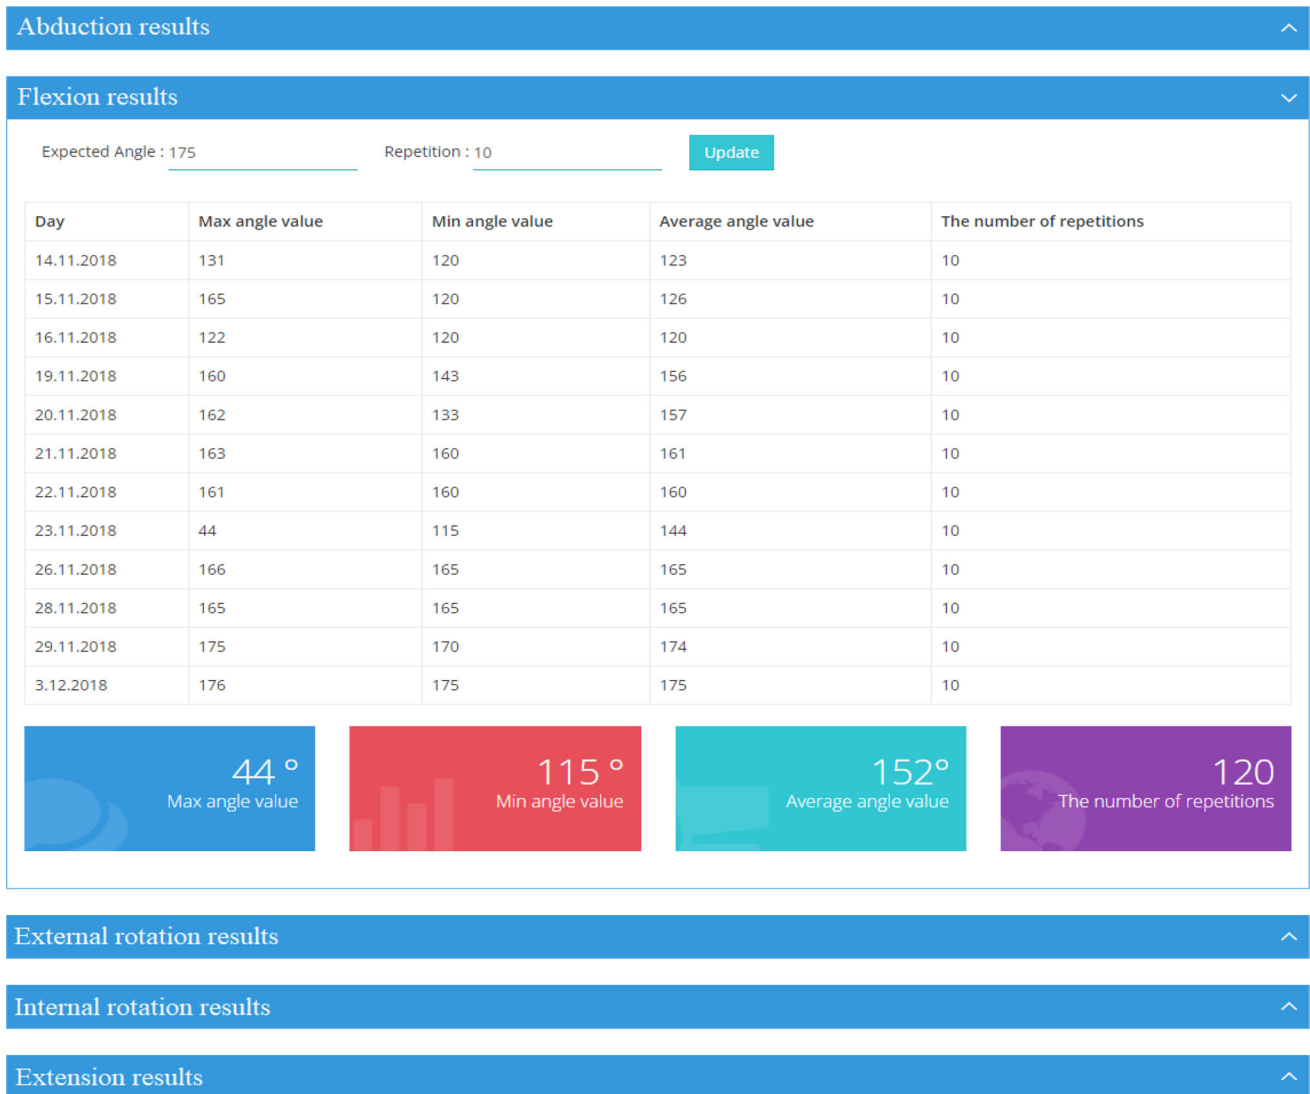 Abduction results
Flexion results
Expected Angle : 175 Repetition : 10 Update
Day Max angle value Min angle value Average angle value The number of repetitions
14.11.2018 131 120 123 10
15.11.2018 165 120 126 10
16.11.2018 122 120 120 10
19.11.2018 160 143 156 10
20.11.2018 162 133 157 10
21.11.2018 163 160 161 10
22.11.2018 161 160 160 10
23.11.2018 44 115 144 10
26.11.2018 166 165 165 10
28.11.2018 165 165 165 10
29.11.2018 175 170 174 10
3.12.2018 176 175 175 10
44 ° 115 ° 152° 120
Max angle value Min angle value Average angle value The number of repetitions
External rotation results
Internal rotation results
Extension results